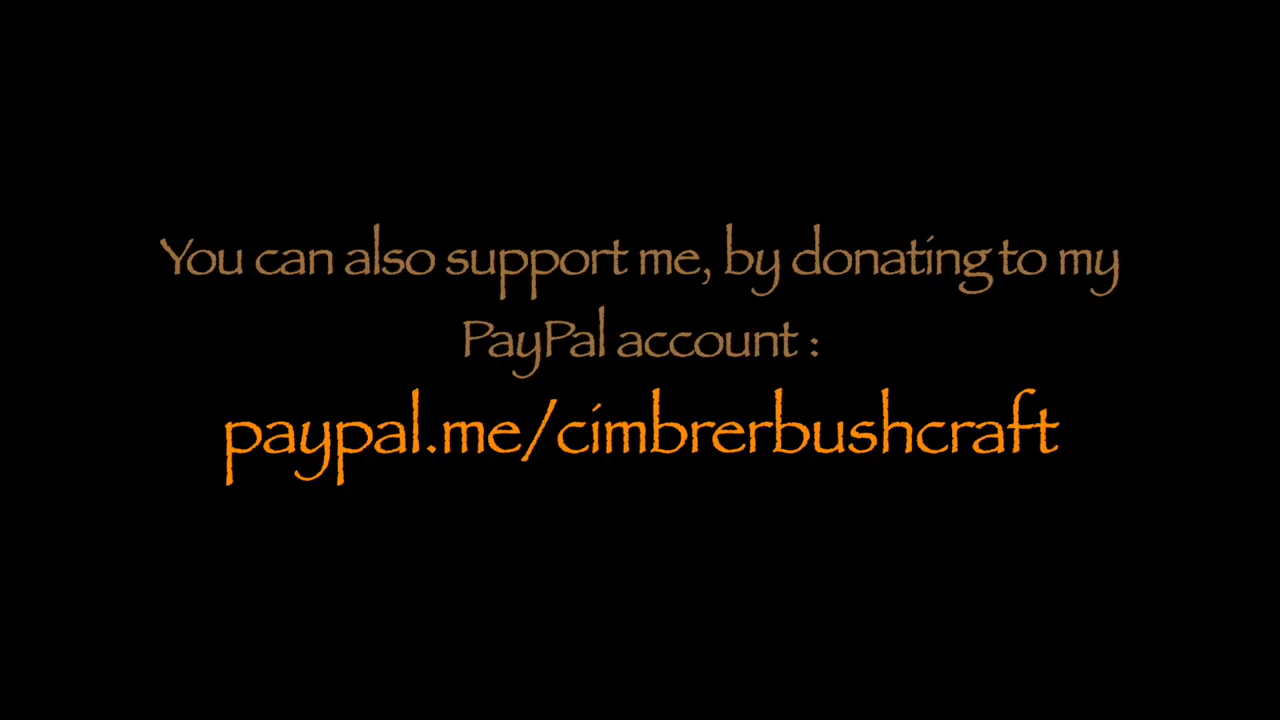 You can also support me, by donating to my
PayPal account :
paypal.me/cimbrerbushcraft